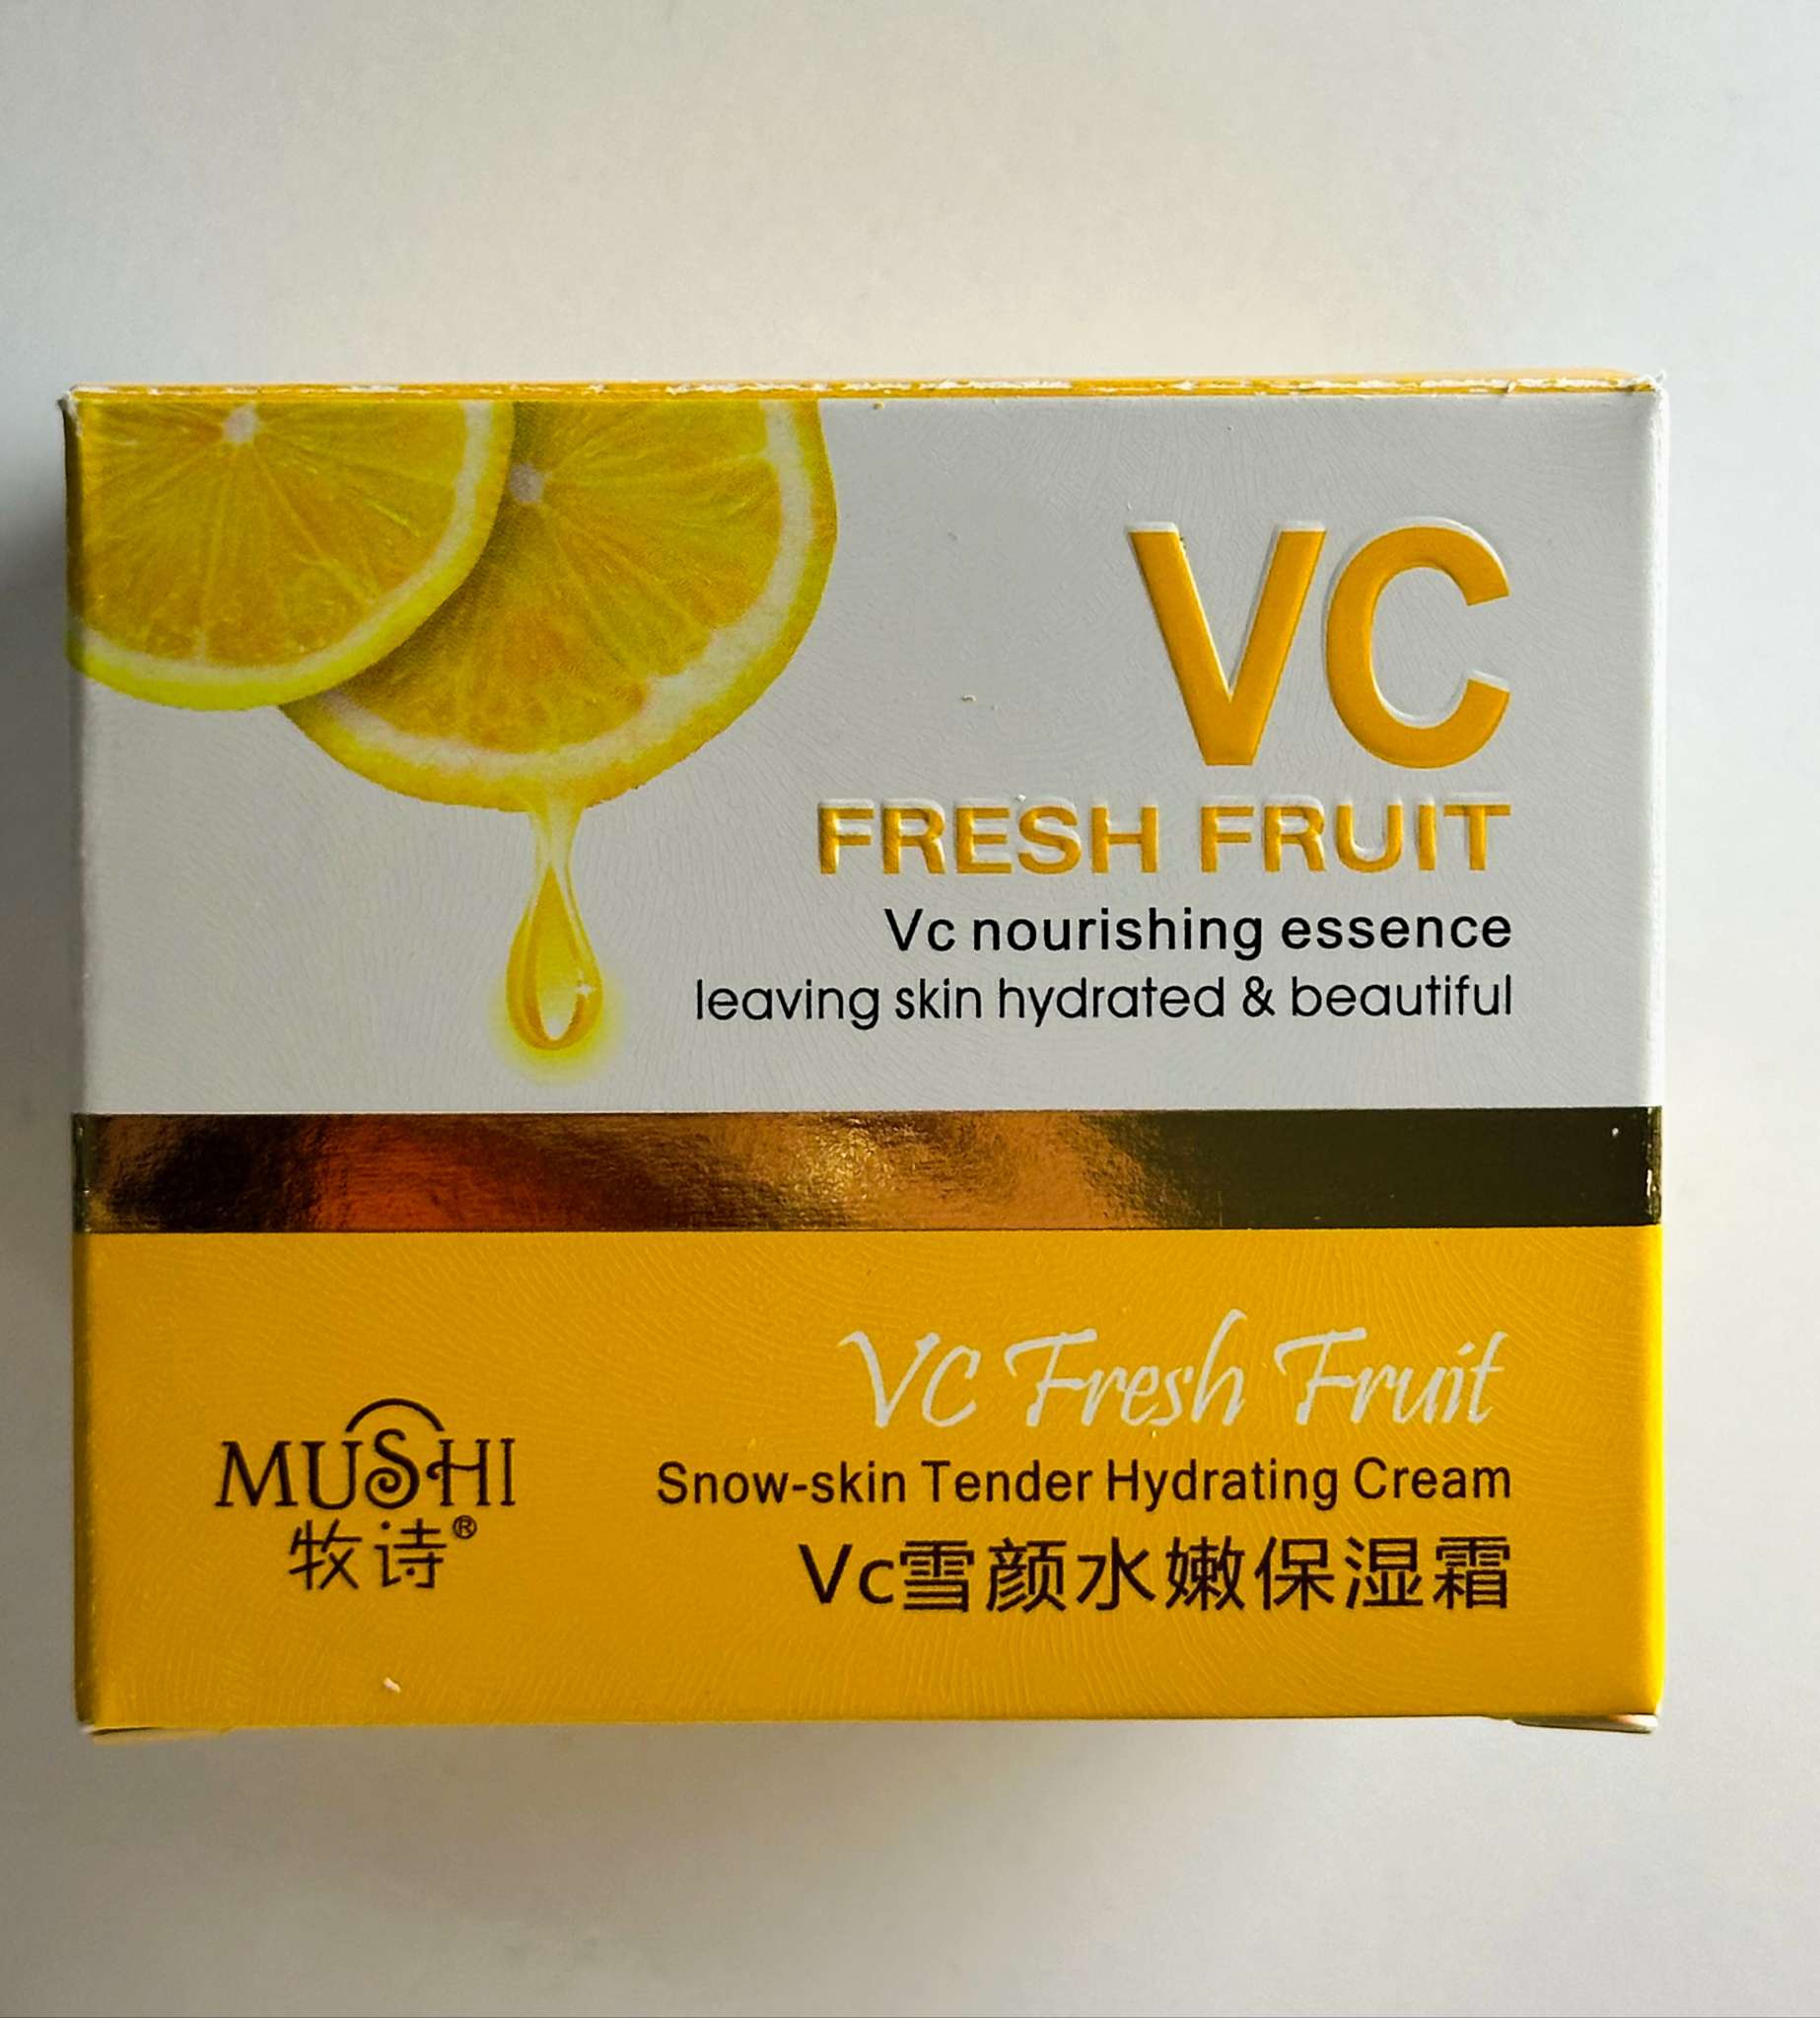 VC
FRESH FRUIT
Vc nourishing essence
leaving skin hydrated & beautiful
VC Fresh Fruit
Snow-skin Tender Hydrating Cream
Vc雪颜水嫩保湿霜
MUSHI
牧诗®